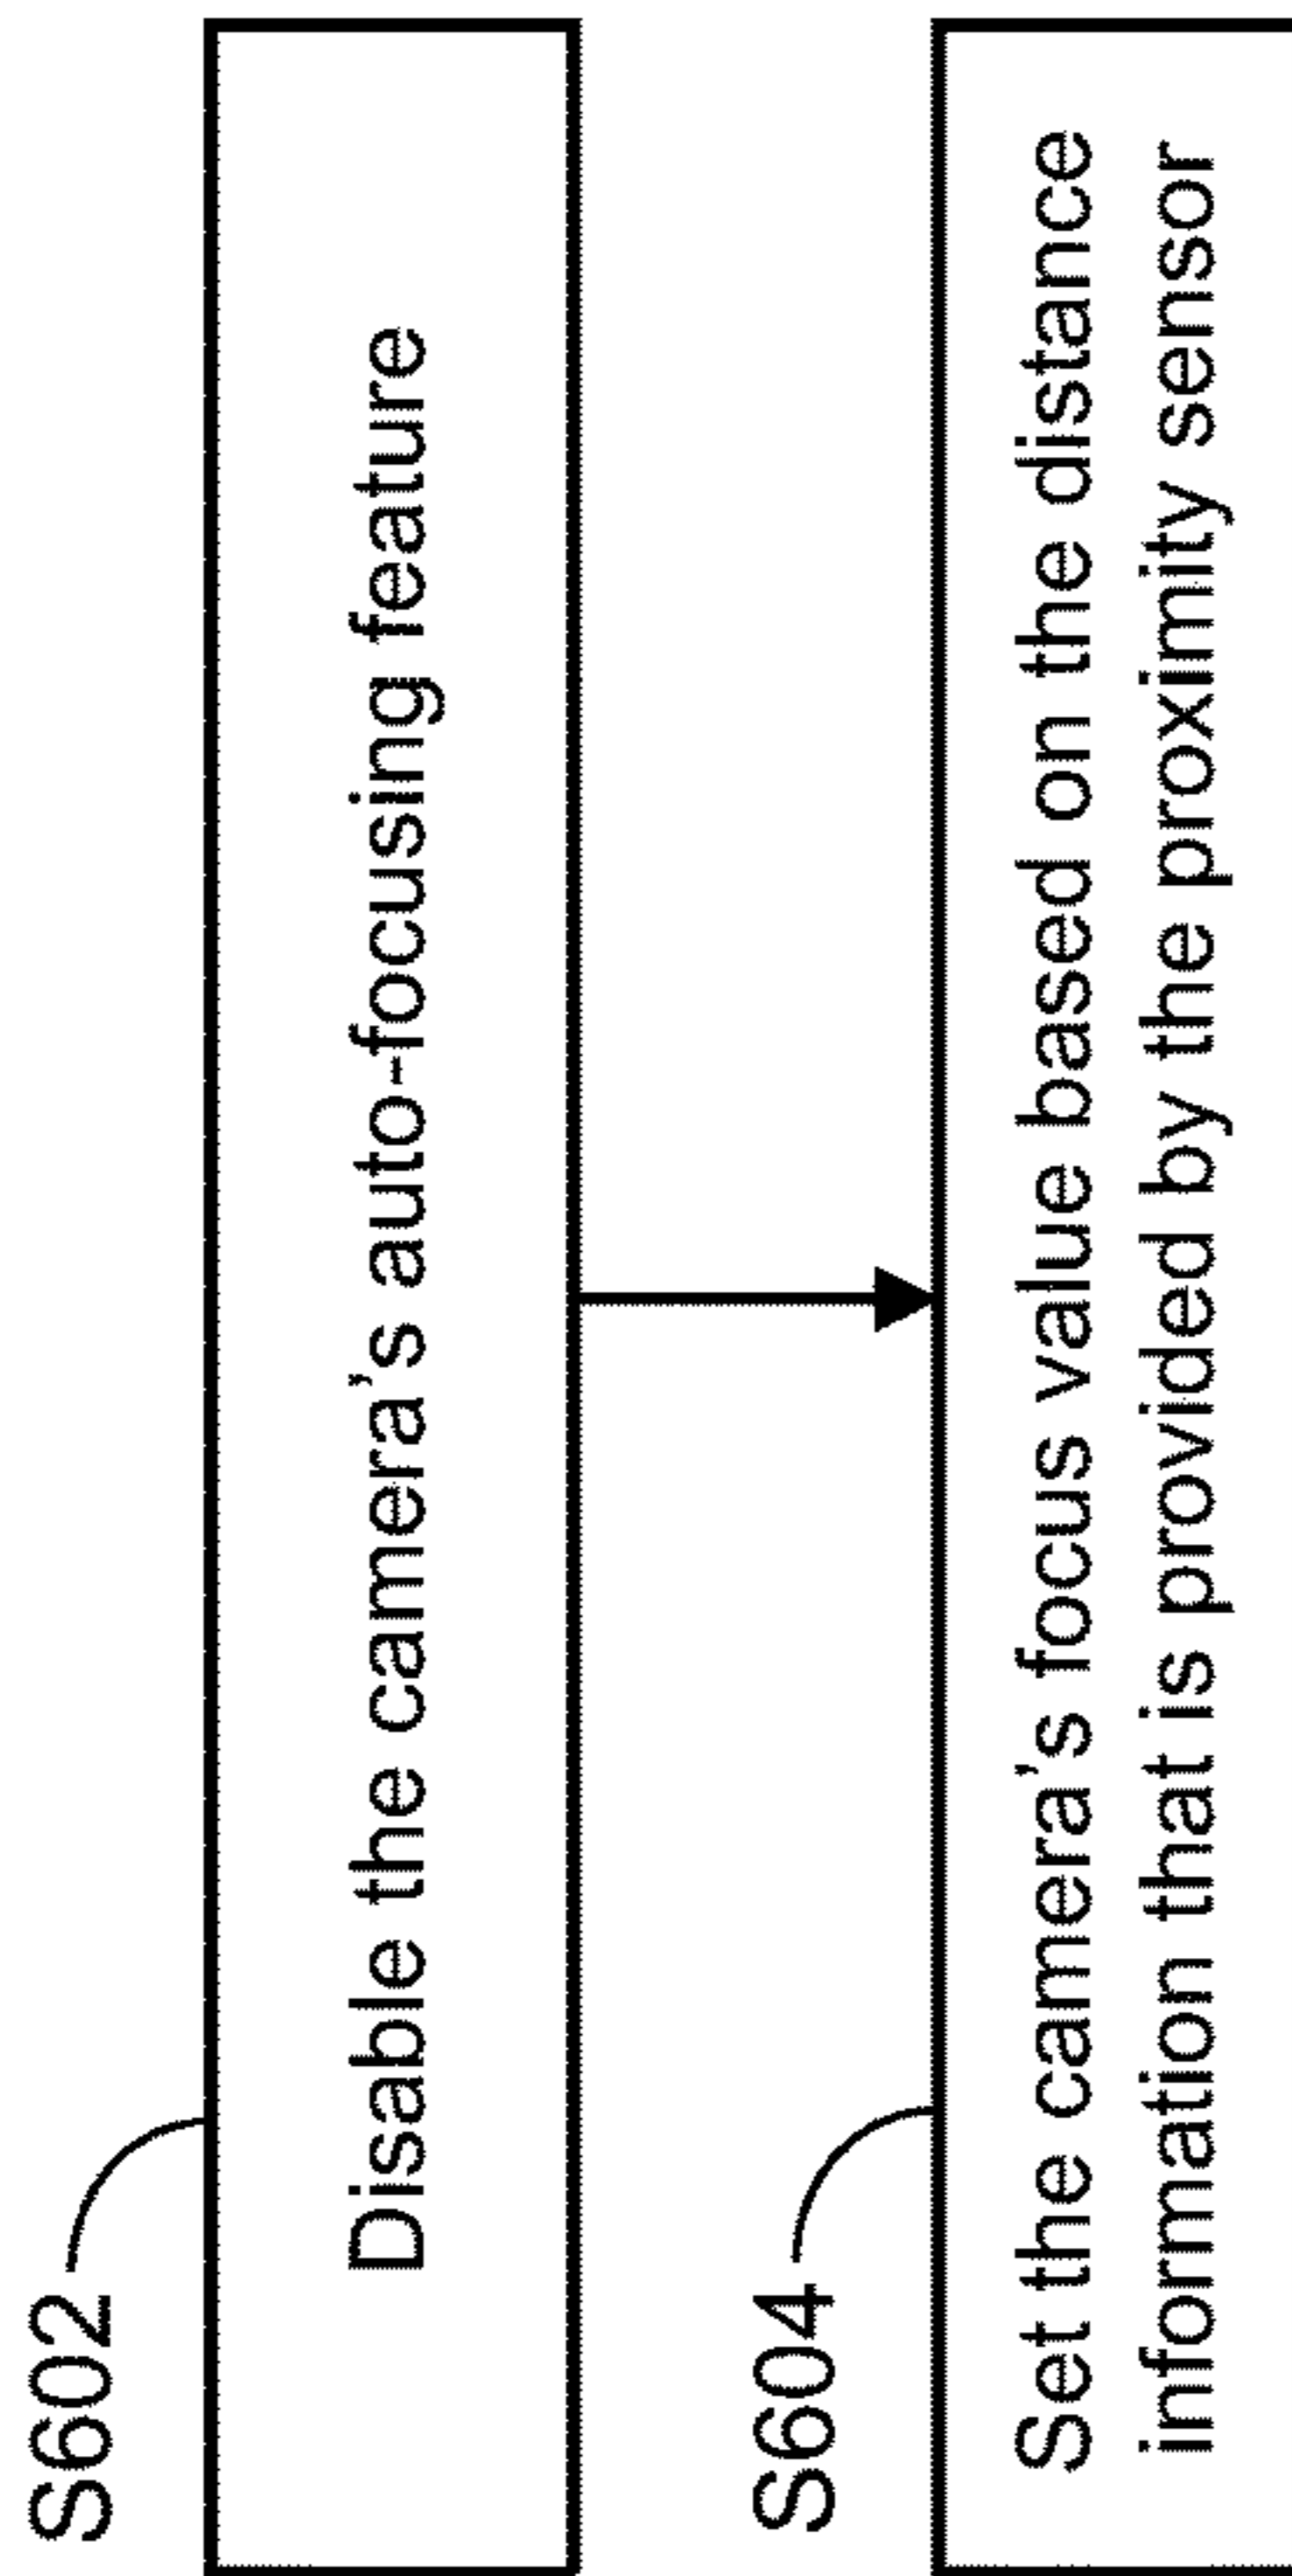 S602
Disable the camera's auto-focusing feature
S604
Set the camera's focus value based on the distance
information that is provided by the proximity sensor